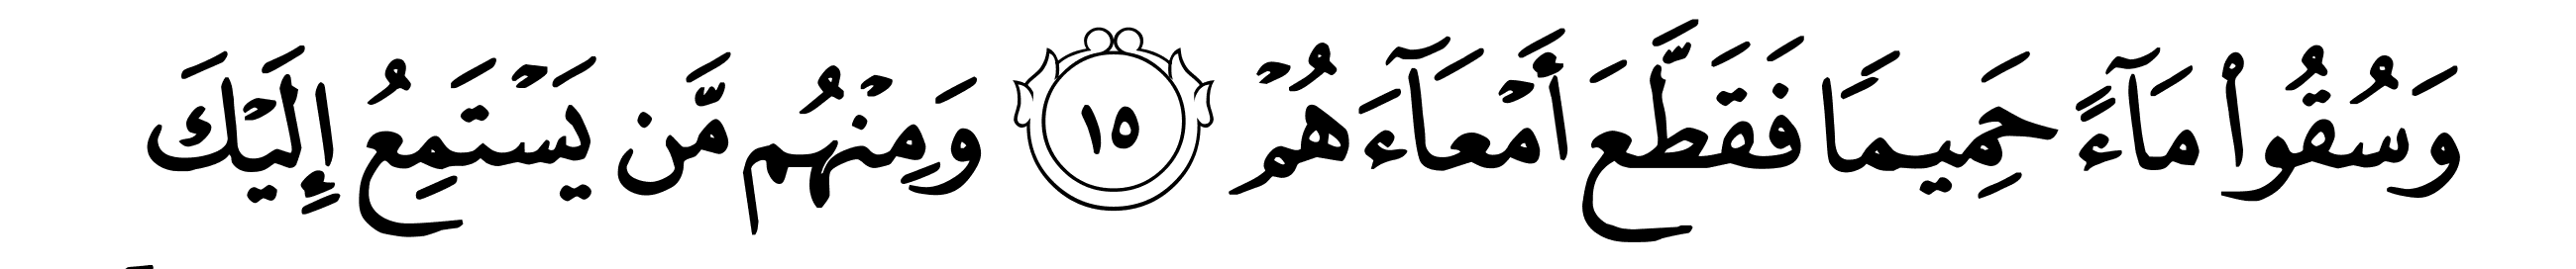 وَسُقُوا۟ مَآءً حَمِيمًا فَقَطَّعَ أَمْعَآءَهُمْ ١٥ وَمِنْهُم مَّن يَسْتَمِعُ إِلَيْكَ